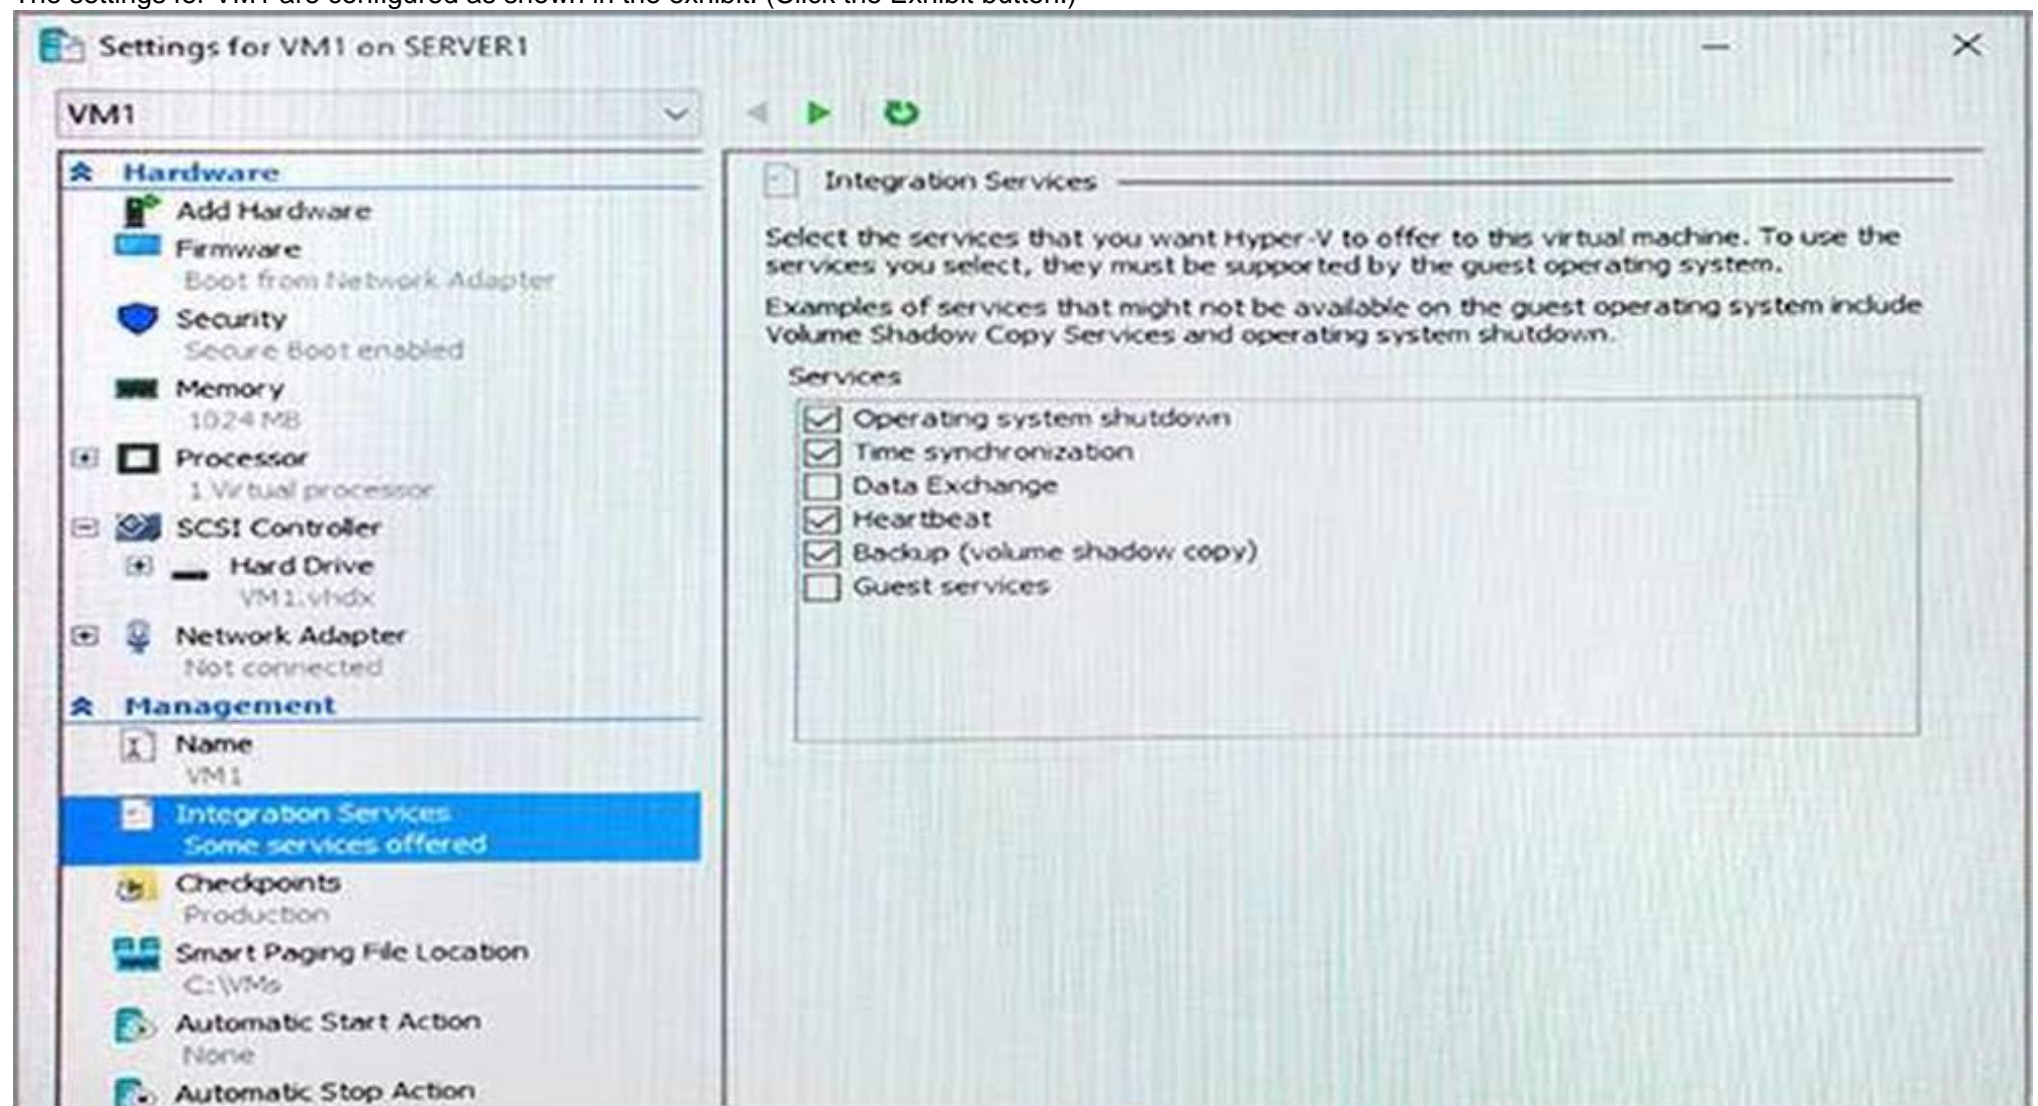 The settings for VM1 are configured as shown in the exhibit. (Click the Exhibit button.)
Settings for VM1 on SERVER1
VM1
Hardware
Add Hardware
Firmware
Boot from Network Adapter
Security
Secure Boot enabled
Memory
1024 MB
Processor
1 Virtual processor
SCSI Controller
Hard Drive
VM1.vhdx
Network Adapter
Not connected
Management
Name
VM1
Integration Services
Some services offered
Checkpoints
Production
Smart Paging File Location
C:\VMs
Automatic Start Action
None
Automatic Stop Action
Integration Services
Select the services that you want Hyper-V to offer to this virtual machine. To use the
services you select, they must be supported by the guest operating system.
Examples of services that might not be available on the guest operating system include
Volume Shadow Copy Services and operating system shutdown.
Services
Operating system shutdown
Time synchronization
Data Exchange
Heartbeat
Backup (volume shadow copy)
Guest services